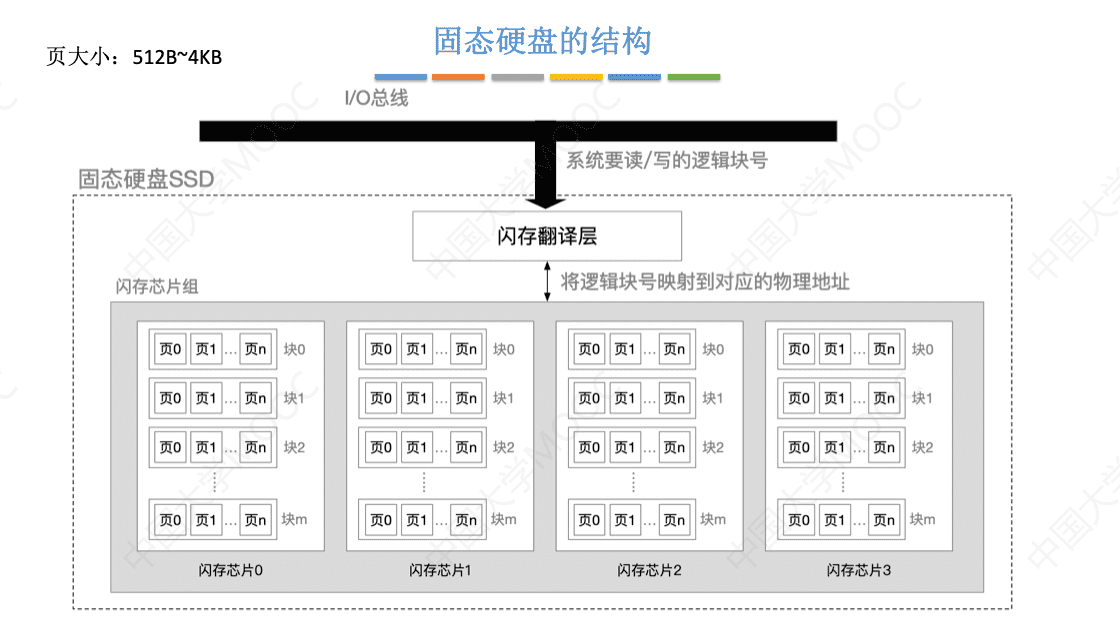 固态硬盘的结构
页大小：512B~4KB
I/O总线
系统要读/写的逻辑块号
固态硬盘SSD
闪存翻译层
将逻辑块号映射到对应的物理地址
闪存芯片组
页0 页1 … 页n 块0 页0 页1 … 页n 块0 页0 页1 … 页n 块0 页0 页1 … 页n 块0
页0 页1 … 页n 块1 页0 页1 … 页n 块1 页0 页1 … 页n 块1 页0 页1 … 页n 块1
页0 页1 … 页n 块2 页0 页1 … 页n 块2 页0 页1 … 页n 块2 页0 页1 … 页n 块2
页0 页1 … 页n 块m 页0 页1 … 页n 块m 页0 页1 … 页n 块m 页0 页1 … 页n 块m
闪存芯片0 闪存芯片1 闪存芯片2 闪存芯片3
中国大学MOOC